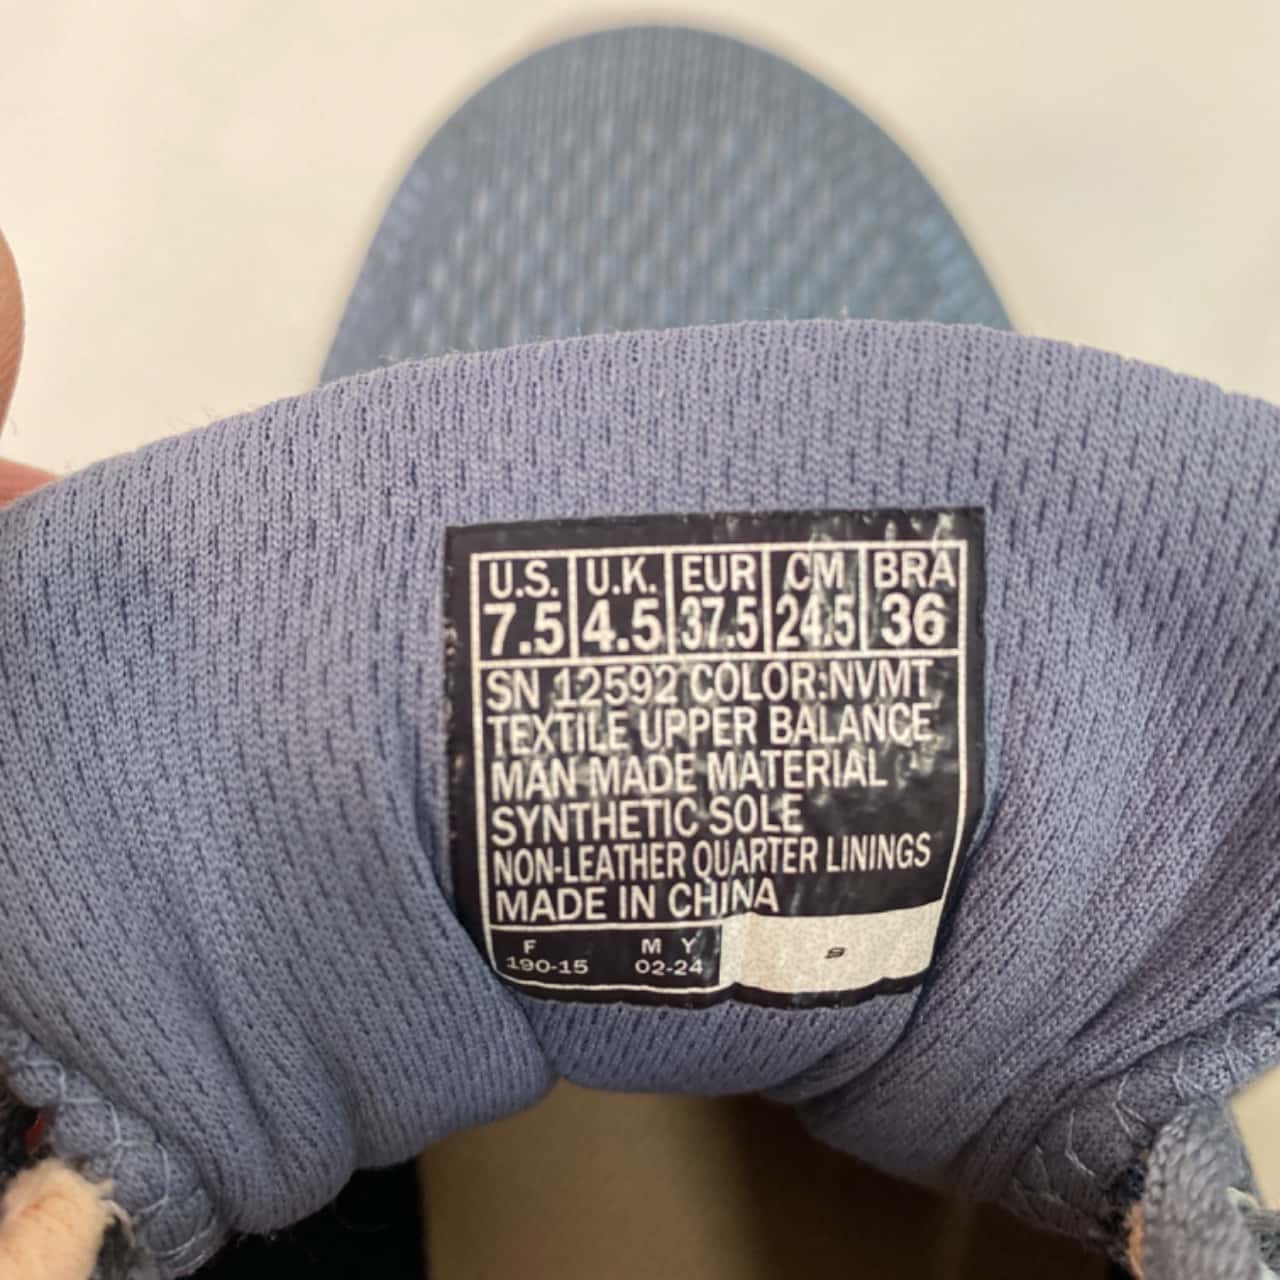 U.S. U.K. EUR CM BRA
7.5 4.5 37.5 24.5 36
SN 12592 COLOR:NVMT
TEXTILE UPPER BALANCE
MAN MADE MATERIAL
SYNTHETIC SOLE
NON-LEATHER QUARTER LININGS
MADE IN CHINA
F M Y
190-15 02-24
9